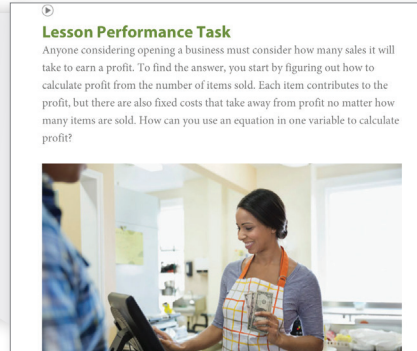 Lesson Performance Task
Anyone considering opening a business must consider how many sales it will
take to earn a profit. To find the answer, you start by figuring out how to
calculate profit from the number of items sold. Each item contributes to the
profit, but there are also fixed costs that take away from profit no matter how
many items are sold. How can you use an equation in one variable to calculate
profit?